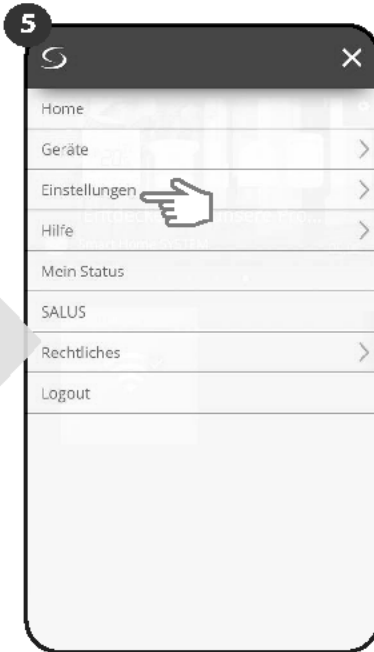 5
Home
Geräte
Einstellungen
Hilfe
Mein Status
SALUS
Rechtliches
Logout